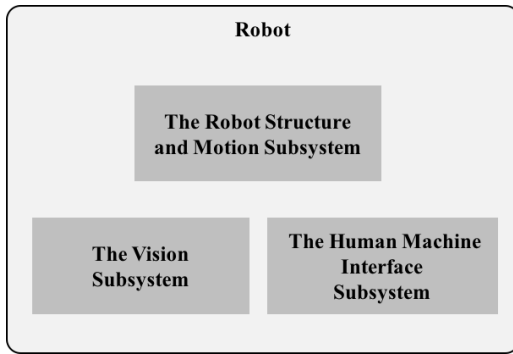 Robot
The Robot Structure
and Motion Subsystem
The Vision
Subsystem
The Human Machine
Interface
Subsystem